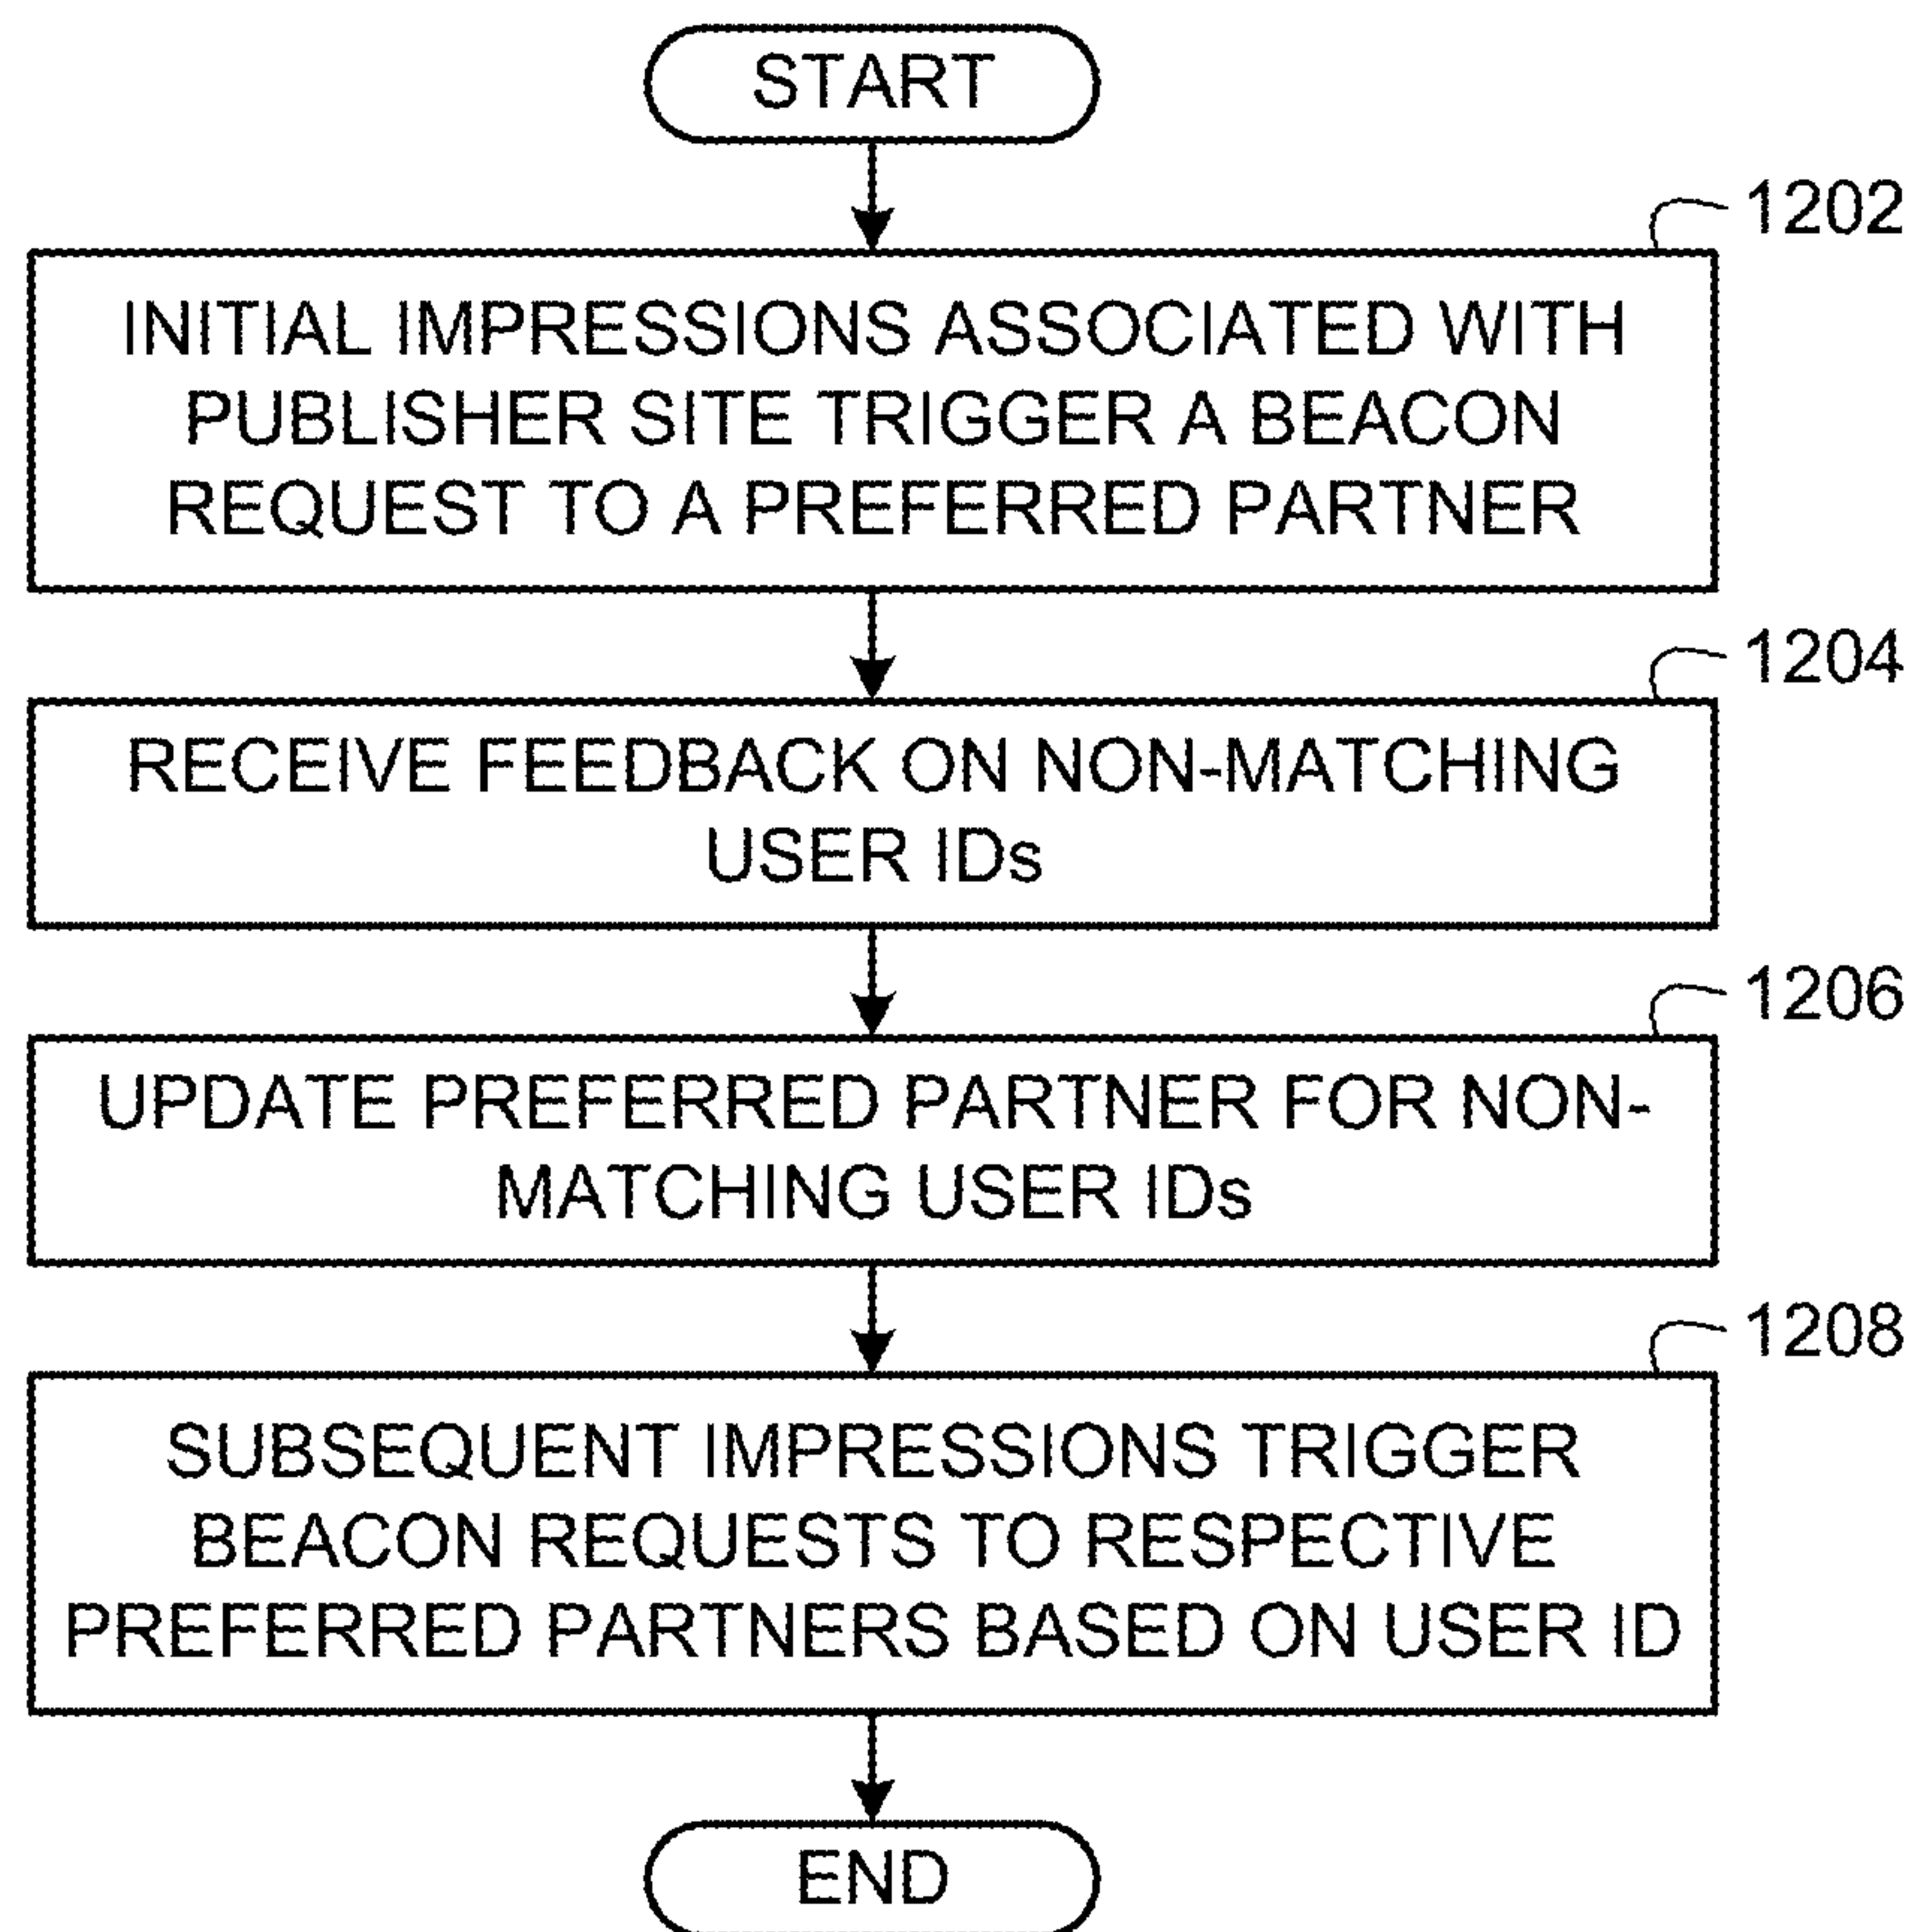 START
1202
INITIAL IMPRESSIONS ASSOCIATED WITH
PUBLISHER SITE TRIGGER A BEACON
REQUEST TO A PREFERRED PARTNER
1204
RECEIVE FEEDBACK ON NON-MATCHING
USER IDs
1206
UPDATE PREFERRED PARTNER FOR NON-
MATCHING USER IDs
1208
SUBSEQUENT IMPRESSIONS TRIGGER
BEACON REQUESTS TO RESPECTIVE
PREFERRED PARTNERS BASED ON USER ID
END